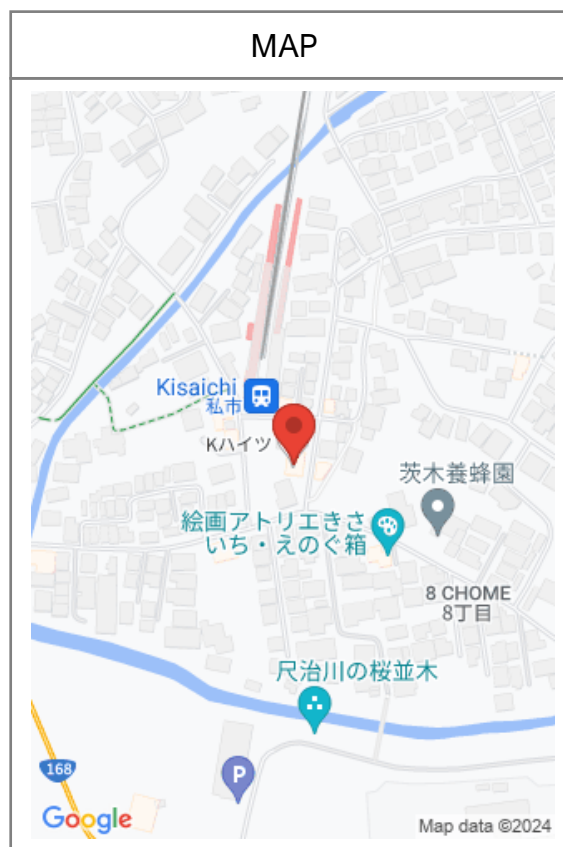 MAP
Kisaichi
私市
Kハイツ
茨木養蜂園
絵画アトリエきさ
いち・えのぐ箱
8 CHOME
8丁目
尺治川の桜並木
168
P
Google
Map data ©2024